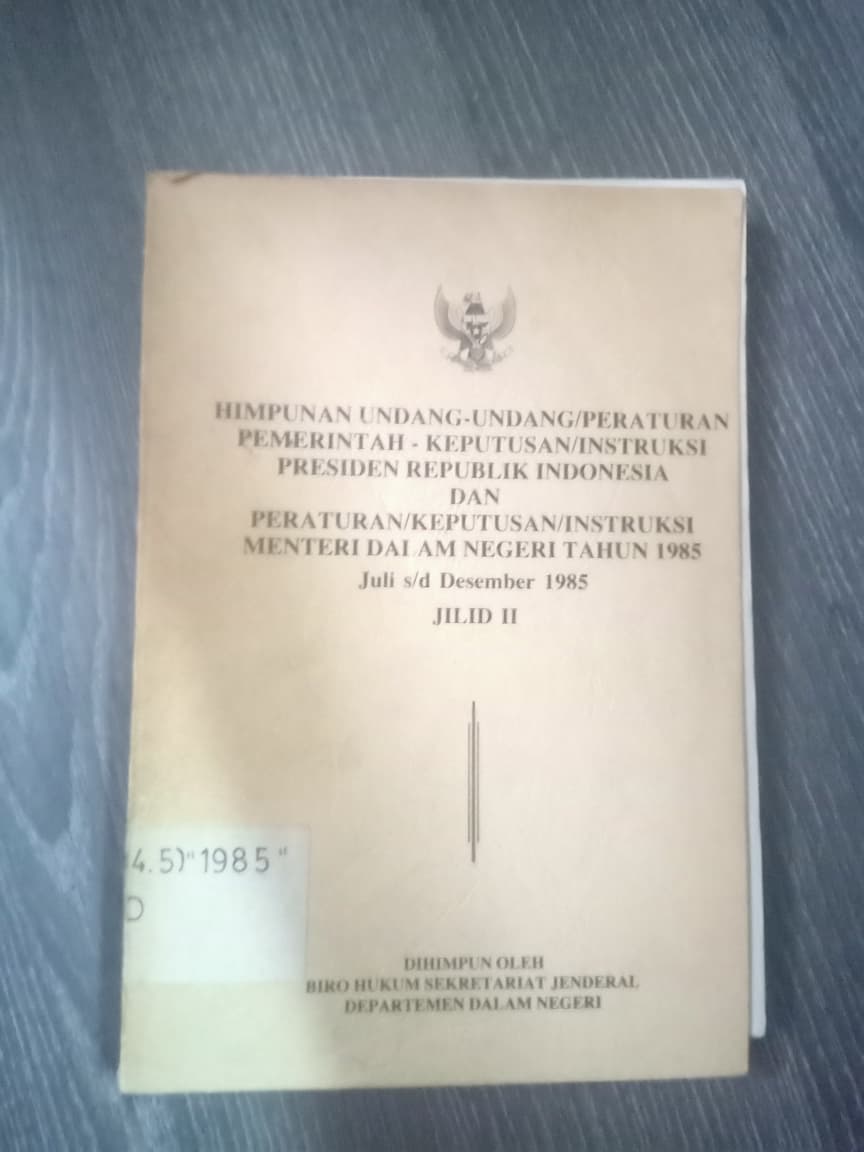 HIMPUNAN UNDANG-UNDANG/PERATURAN
PEMERINTAH - KEPUTUSAN/INSTRUKSI
PRESIDEN REPUBLIK INDONESIA
DAN
PERATURAN/KEPUTUSAN/INSTRUKSI
MENTERI DALAM NEGERI TAHUN 1985
Juli s/d Desember 1985
JILID II
4.5)"1985"
DIHIMPUN OLEH
BIRO HUKUM SEKRETARIAT JENDERAL
DEPARTEMEN DALAM NEGERI